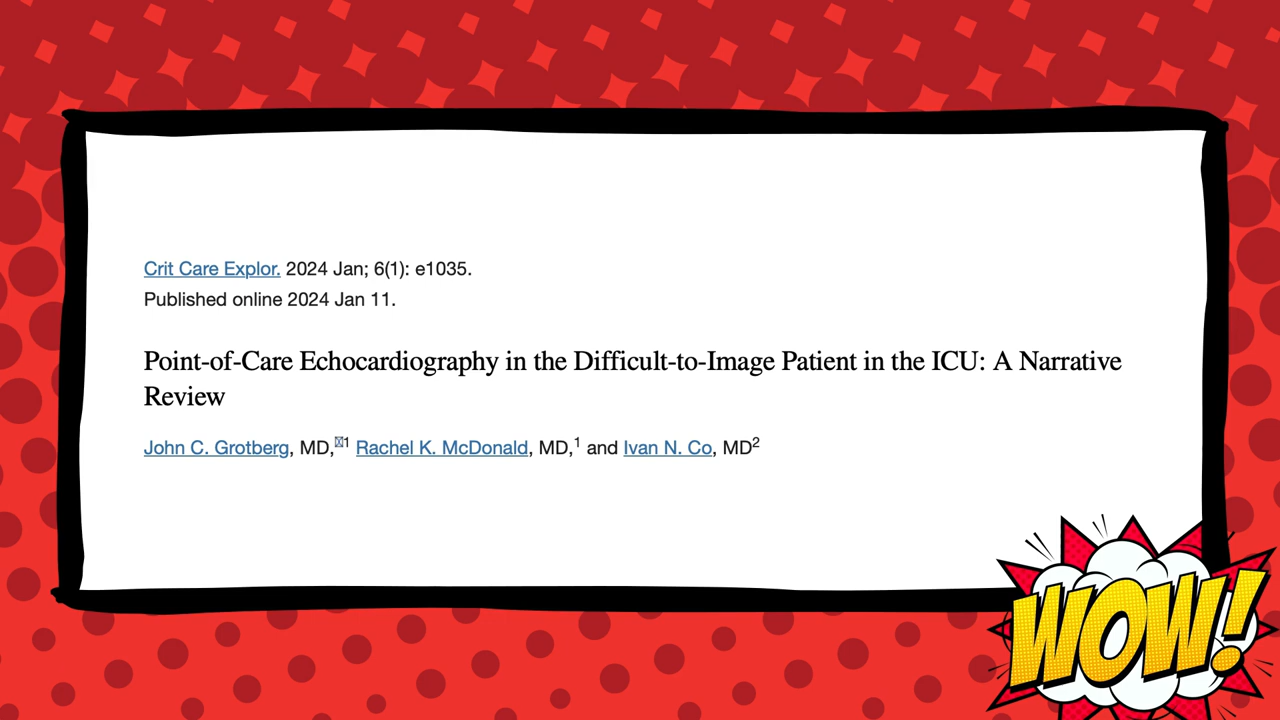 Crit Care Explor. 2024 Jan; 6(1): e1035.
Published online 2024 Jan 11.
Point-of-Care Echocardiography in the Difficult-to-Image Patient in the ICU: A Narrative
Review
John C. Grotberg, MD,1 Rachel K. McDonald, MD,1 and Ivan N. Co, MD2
WOW!